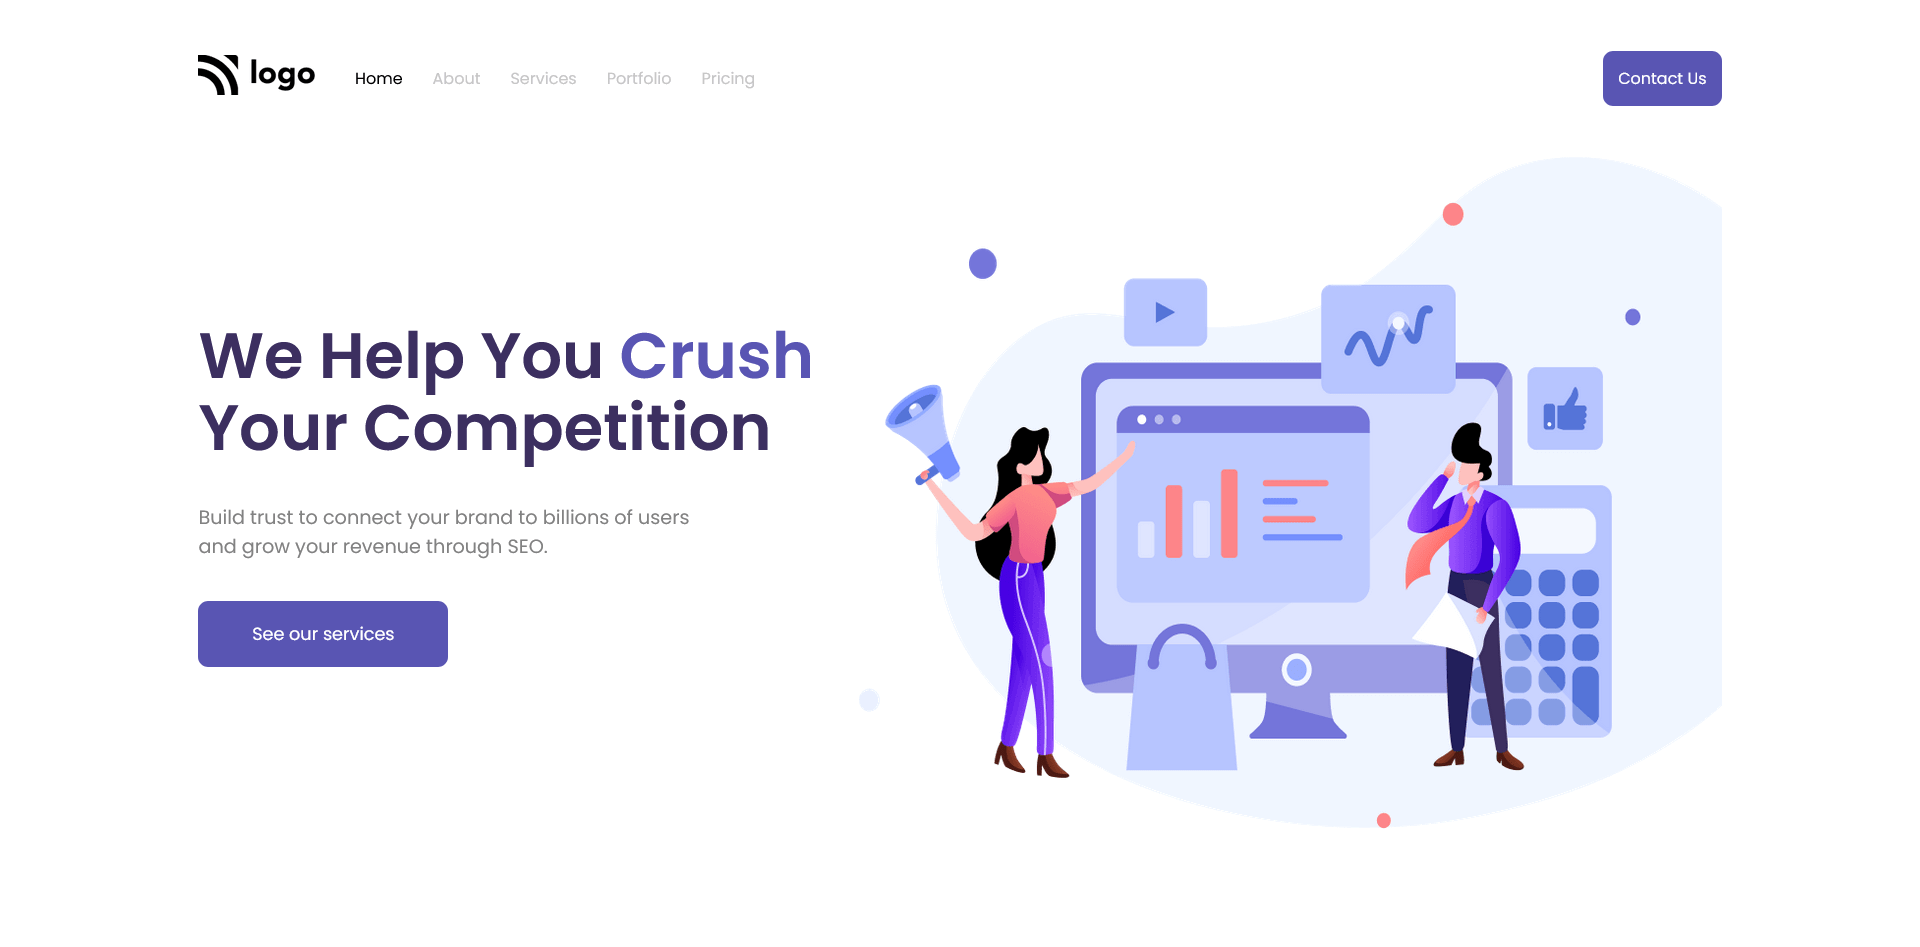 logo
Home
About
Services
Portfolio
Pricing
Contact Us
We Help You Crush
Your Competition
Build trust to connect your brand to billions of users
and grow your revenue through SEO.
See our services